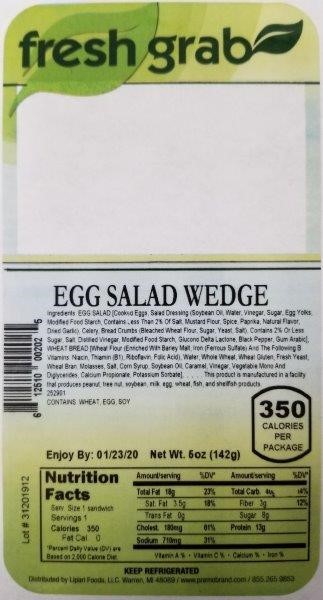 fresh grab
EGG SALAD WEDGE
Ingredients: EGG SALAD [Cooked Eggs, Salad Dressing (Soybean Oil, Water, Vinegar, Sugar, Egg Yolks,
Modified Food Starch, Contains Less Than 2% Of Salt, Mustard Flour, Spice, Paprika, Natural Flavor,
Dried Garlic), Celery, Bread Crumbs (Bleached Wheat Flour, Sugar, Yeast, Salt), Contains 2% Or Less
Sugar, Salt, Distilled Vinegar, Modified Food Starch, Glucono Delta Lactone, Black Pepper, Gum Arabic],
WHEAT BREAD [Wheat Flour (Enriched With Barley Malt, Iron (Ferrous Sulfate) And The Following B
Vitamins Niacin, Thiamin (B1), Riboflavin, Folic Acid), Water, Whole Wheat, Wheat Gluten, Fresh Yeast,
Wheat Bran, Molasses, Salt, Corn Syrup, Soybean Oil, Caramel, Vinegar, Vegetable Mono And
Diglycerides, Calcium Propionate, Potassium Sorbate]. . . . . This product is manufactured in a facility
that produces peanut, tree nut, soybean, milk, egg, wheat, fish, and shellfish products.
252901
CONTAINS: WHEAT, EGG, SOY
6 12510 00202 5
350
CALORIES
PER
PACKAGE
Enjoy By: 01/23/20 Net Wt. 5oz (142g)
Lot # 31201912
Nutrition
Facts
Serv. Size 1 sandwich
Servings 1
Calories 350
Fat Cal 0
*Percent Daily Value (DV) are
Based on 2,000 Calorie Diet.
Amount/serving %DV*
Total Fat 18g 23%
Sat. Fat 3.5g 18%
Trans Fat 0g
Cholest. 180mg 61%
Sodium 710mg 31%
Amount/serving %DV*
Total Carb. 14%
Fiber 3g 12%
Sugar 8g
Protein 13g
Vitamin A % • Vitamin C % • Calcium % • Iron %
KEEP REFRIGERATED
Distributed by Lipari Foods, LLC. Warren, MI 48089 / www.premobrand.com / 855.265.9853